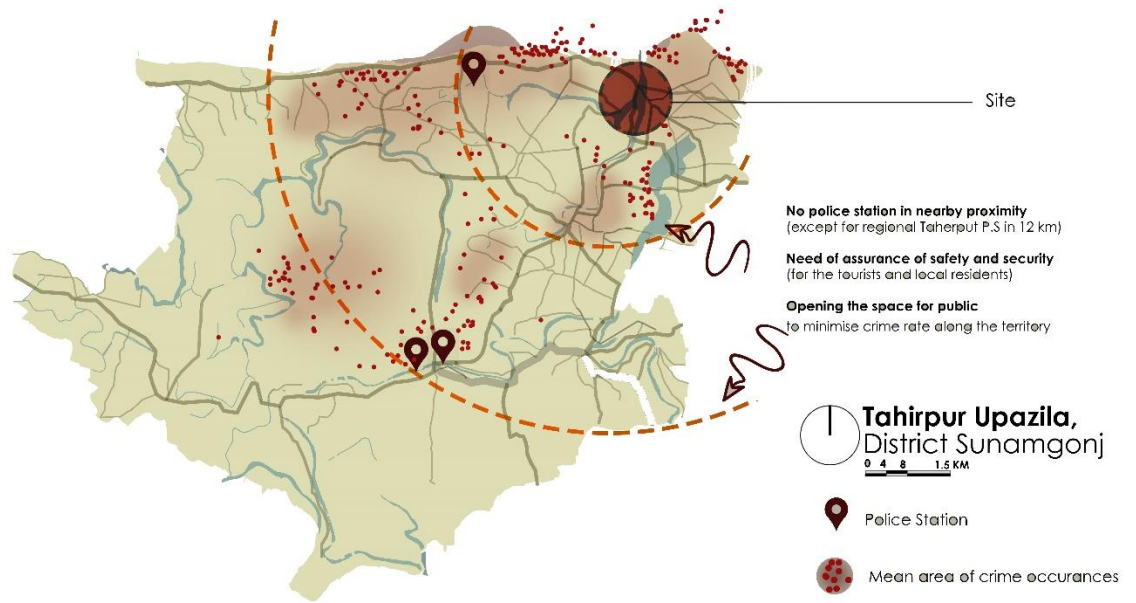 Site
No police station in nearby proximity
(except for regional Taherput P.S in 12 km)
Need of assurance of safety and security
(for the tourists and local residents)
Opening the space for public
to minimise crime rate along the territory
Tahirpur Upazila,
District Sunamgonj
0 4 8 1.5 KM
Police Station
Mean area of crime occurances